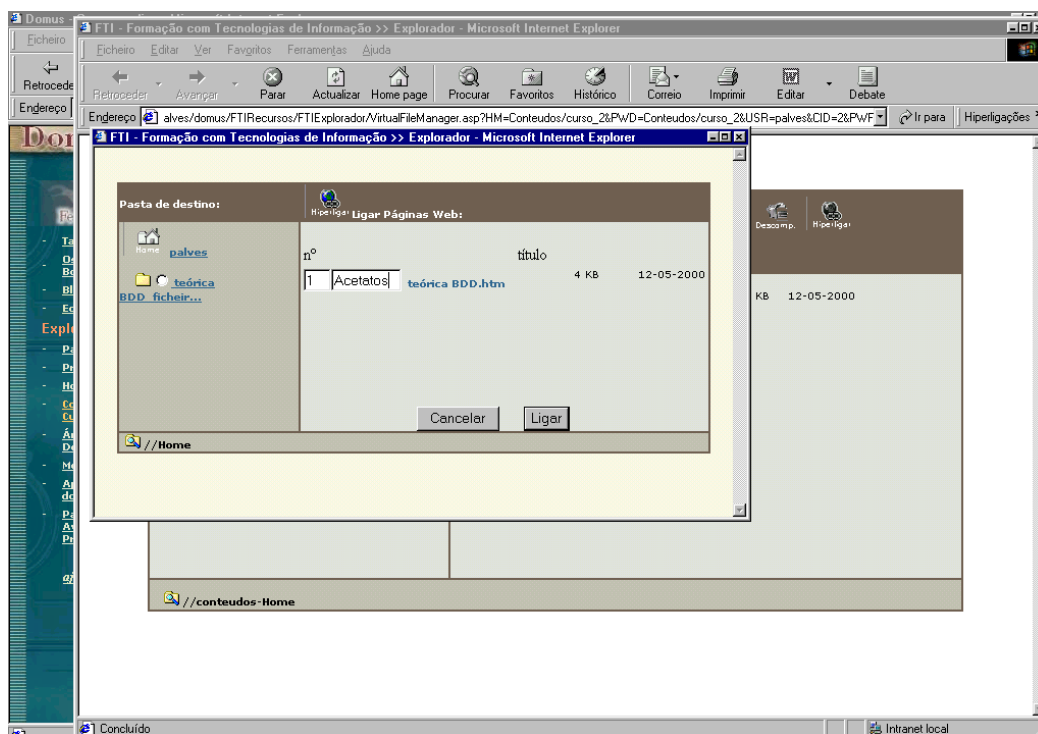 Domus -
FTI - Formação com Tecnologias de Informação >> Explorador - Microsoft Internet Explorer
Ficheiro
Ficheiro Editar Ver Favoritos Ferramentas Ajuda
Retroceder
Retroceder Avançar Parar Actualizar Home page Procurar Favoritos Histórico Correio Imprimir Editar Debate
Endereço
Endereço alves/domus/FTIRecursos/FTIExplorador/VirtualFileManager.asp?HM=Conteudos/curso_2&PWD=Conteudos/curso_2&USR=palves&CID=2&PWF Ir para Hiperligações
FTI - Formação com Tecnologias de Informação >> Explorador - Microsoft Internet Explorer
Pasta de destino:
Hiperligar Ligar Páginas Web:
Descomp. Hiperligar
Home palves
nº título
teórica
BDD_ficheir...
1 Acetatos teórica BDD.htm 4 KB 12-05-2000
KB 12-05-2000
Cancelar Ligar
//Home
//conteudos-Home
Concluído Intranet local